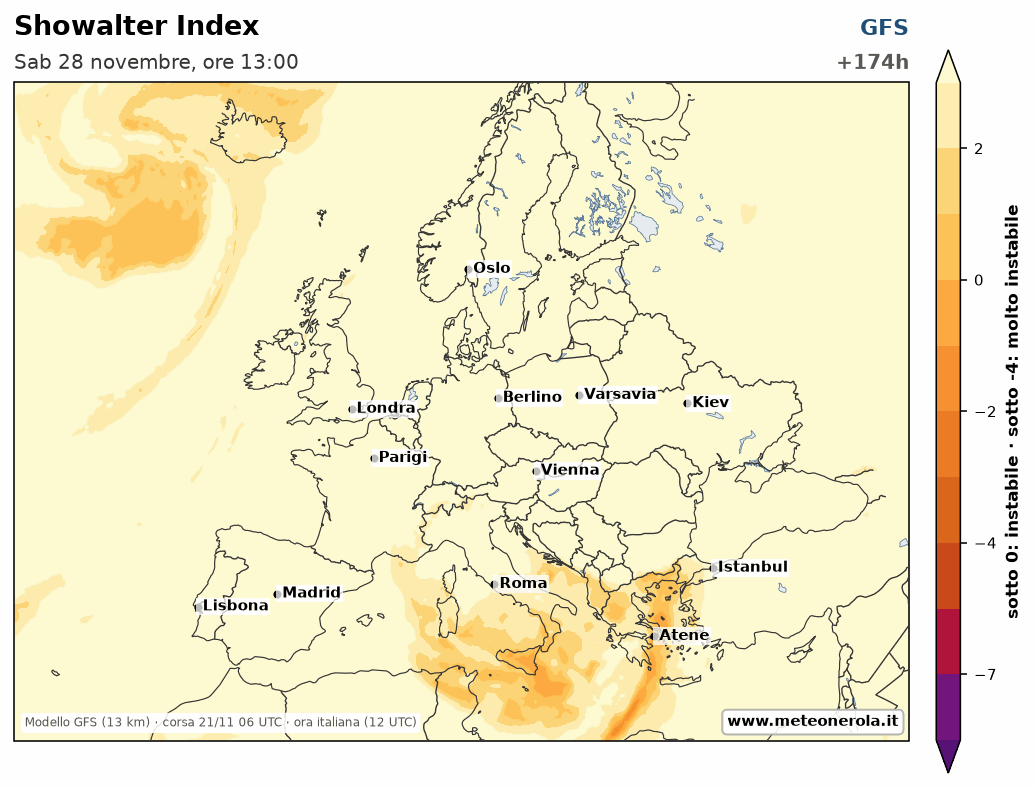 Showalter Index
GFS
Sab 28 novembre, ore 13:00
+174h
Oslo
Londra
Berlino
Varsavia
Kiev
Parigi
Vienna
Istanbul
Roma
Madrid
Lisbona
Atene
Modello GFS (13 km) · corsa 21/11 06 UTC · ora italiana (12 UTC)
www.meteonerola.it
2
0
−2
−4
−7
sotto 0: instabile · sotto -4: molto instabile